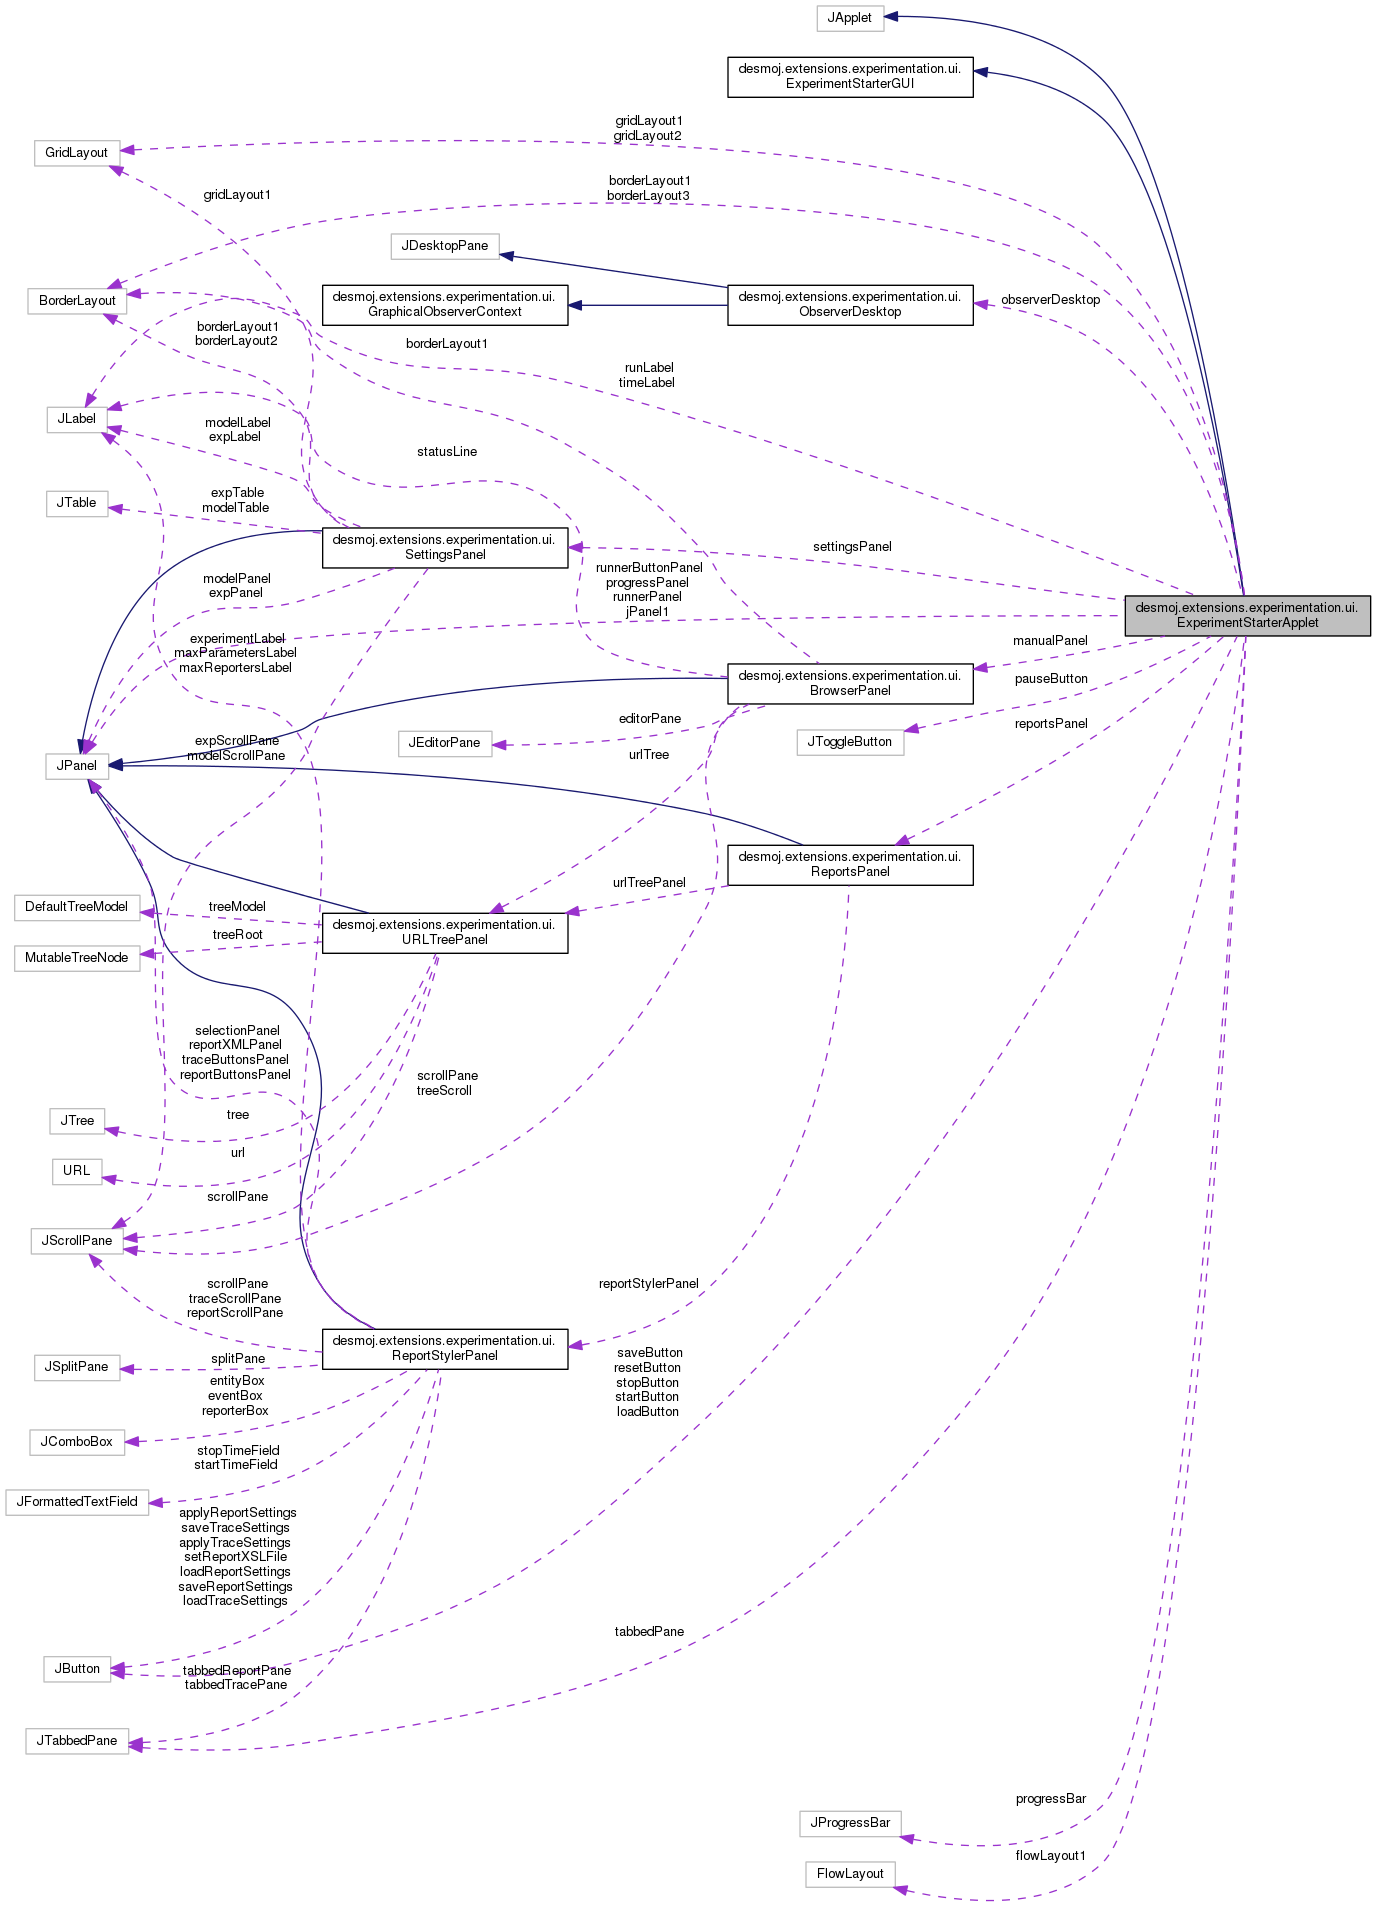 JApplet
desmoj.extensions.experimentation.ui.
ExperimentStarterGUI
gridLayout1
gridLayout2
GridLayout
borderLayout1
borderLayout3
gridLayout1
JDesktopPane
BorderLayout
desmoj.extensions.experimentation.ui.
GraphicalObserverContext
desmoj.extensions.experimentation.ui.
ObserverDesktop
observerDesktop
borderLayout1
borderLayout2
borderLayout1
runLabel
timeLabel
JLabel
modelLabel
expLabel
statusLine
JTable
expTable
modelTable
desmoj.extensions.experimentation.ui.
SettingsPanel
settingsPanel
modelPanel
expPanel
runnerButtonPanel
progressPanel
runnerPanel
jPanel1
desmoj.extensions.experimentation.ui.
ExperimentStarterApplet
experimentLabel
maxParametersLabel
maxReportersLabel
manualPanel
desmoj.extensions.experimentation.ui.
BrowserPanel
pauseButton
editorPane
reportsPanel
JEditorPane
JToggleButton
expScrollPane
modelScrollPane
urlTree
JPanel
desmoj.extensions.experimentation.ui.
ReportsPanel
urlTreePanel
DefaultTreeModel
treeModel
desmoj.extensions.experimentation.ui.
URLTreePanel
treeRoot
MutableTreeNode
selectionPanel
reportXMLPanel
traceButtonsPanel
reportButtonsPanel
scrollPane
treeScroll
JTree
tree
url
URL
scrollPane
JScrollPane
scrollPane
traceScrollPane
reportScrollPane
reportStylerPanel
desmoj.extensions.experimentation.ui.
ReportStylerPanel
JSplitPane
splitPane
saveButton
resetButton
stopButton
startButton
loadButton
entityBox
eventBox
reporterBox
JComboBox
stopTimeField
startTimeField
JFormattedTextField
applyReportSettings
saveTraceSettings
applyTraceSettings
setReportXSLFile
loadReportSettings
saveReportSettings
loadTraceSettings
tabbedPane
JButton
tabbedReportPane
tabbedTracePane
JTabbedPane
progressBar
JProgressBar
flowLayout1
FlowLayout